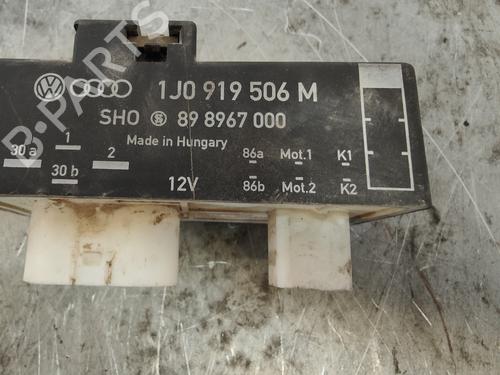 1J0 919 506 M
SHO 89 8967 000
Made in Hungary
30 a 1 2 86a Mot.1 K1
30 b 12V 86b Mot.2 K2
B-PARTS